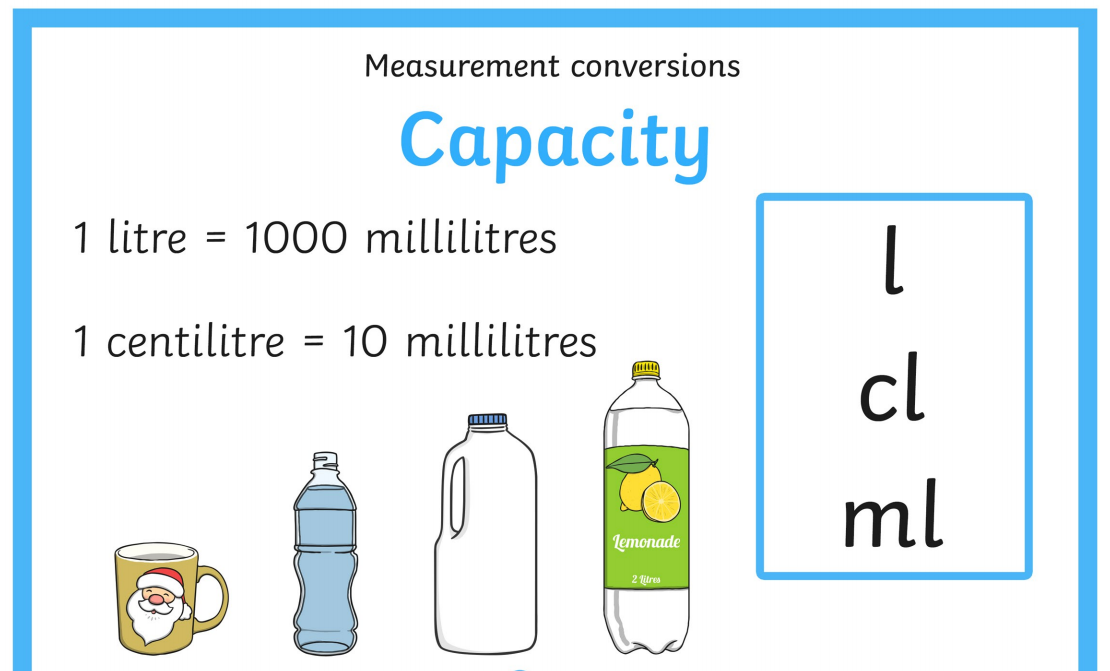 Measurement conversions
Capacity
1 litre = 1000 millilitres
1 centilitre = 10 millilitres
l
cl
ml
Lemonade
2 Litres